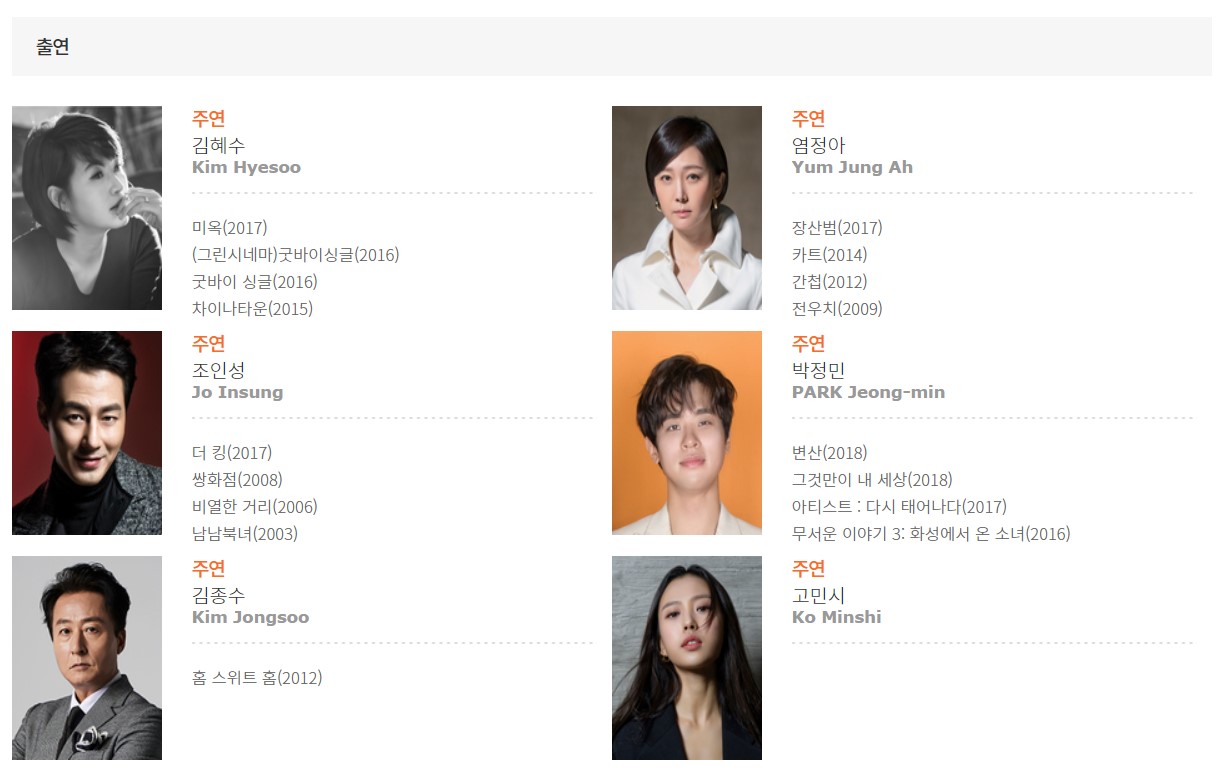 출연
주연
김혜수
Kim Hyesoo
미옥(2017)
(그린시네마)굿바이싱글(2016)
굿바이 싱글(2016)
차이나타운(2015)
주연
염정아
Yum Jung Ah
장산범(2017)
카트(2014)
간첩(2012)
전우치(2009)
주연
조인성
Jo Insung
더 킹(2017)
쌍화점(2008)
비열한 거리(2006)
남남북녀(2003)
주연
박정민
PARK Jeong-min
변산(2018)
그것만이 내 세상(2018)
아티스트 : 다시 태어나다(2017)
무서운 이야기 3: 화성에서 온 소녀(2016)
주연
김종수
Kim Jongsoo
홈 스위트 홈(2012)
주연
고민시
Ko Minshi